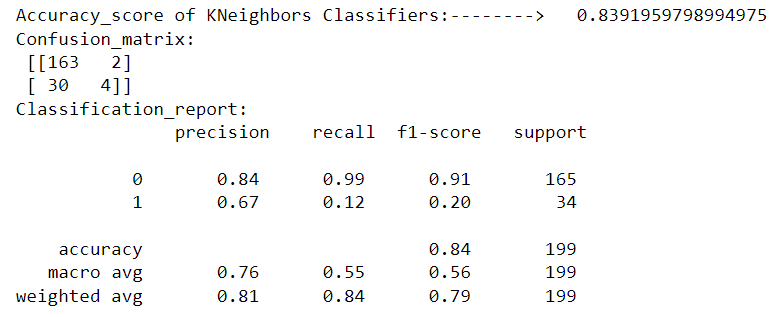 Accuracy_score of KNeighbors Classifiers:--------> 0.8391959798994975
Confusion_matrix:
[[163 2]
[ 30 4]]
Classification_report:
precision recall f1-score support
0 0.84 0.99 0.91 165
1 0.67 0.12 0.20 34
accuracy 0.84 199
macro avg 0.76 0.55 0.56 199
weighted avg 0.81 0.84 0.79 199